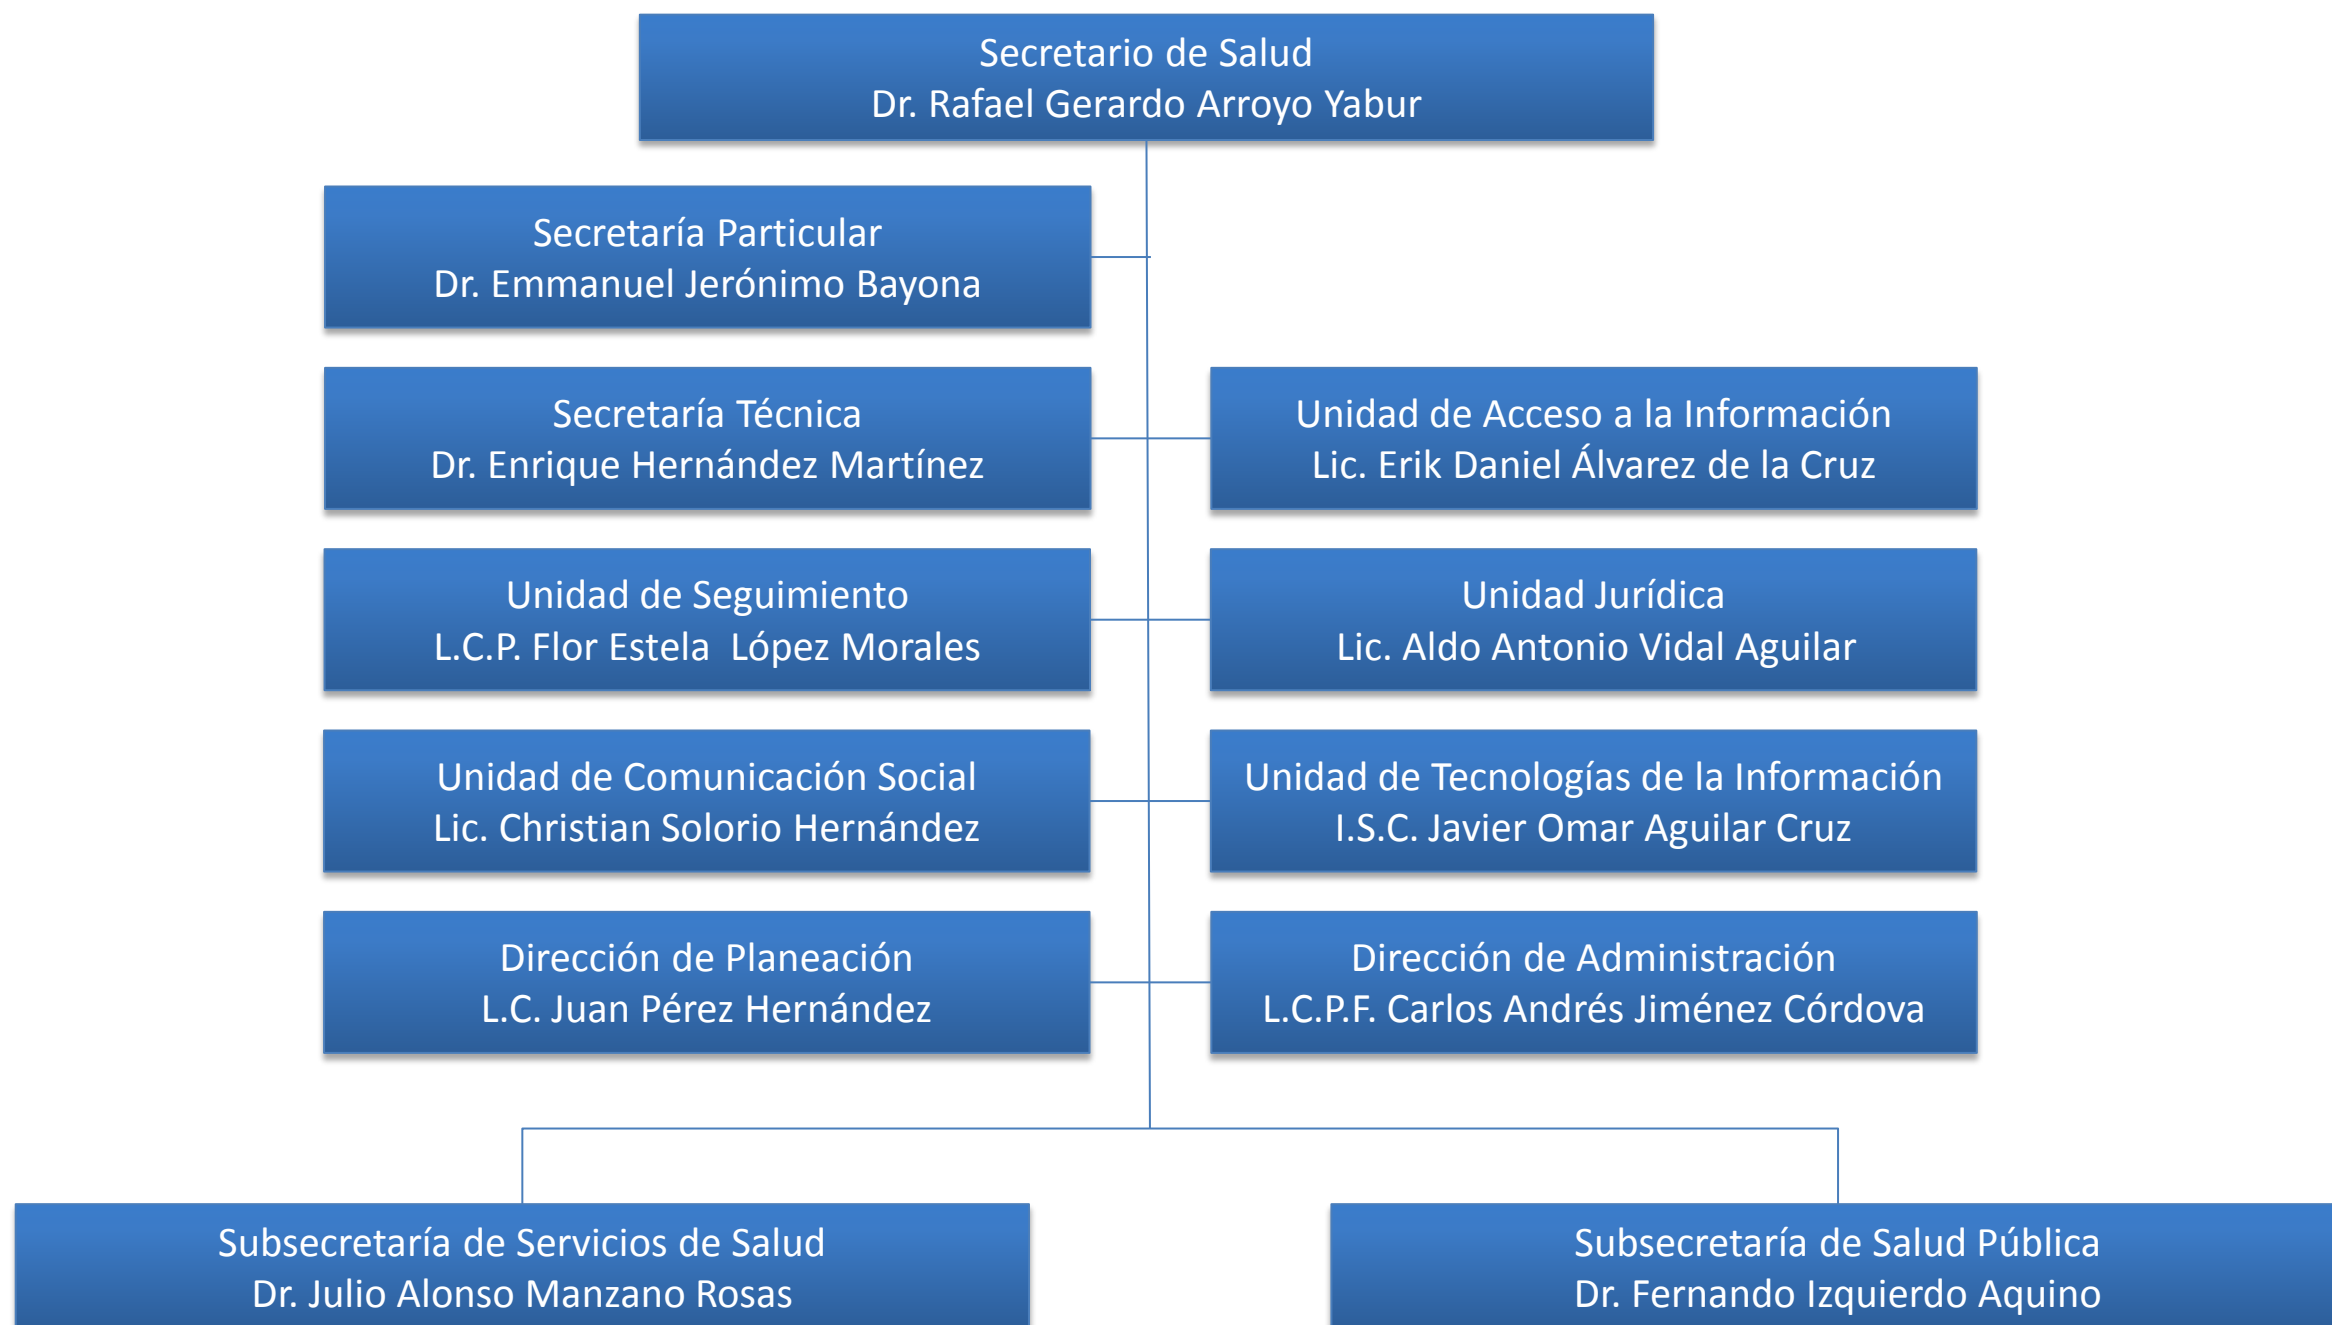 Secretario de Salud
Dr. Rafael Gerardo Arroyo Yabur
Secretaría Particular
Dr. Emmanuel Jerónimo Bayona
Secretaría Técnica
Dr. Enrique Hernández Martínez
Unidad de Acceso a la Información
Lic. Erik Daniel Álvarez de la Cruz
Unidad de Seguimiento
L.C.P. Flor Estela  López Morales
Unidad Jurídica
Lic. Aldo Antonio Vidal Aguilar
Unidad de Comunicación Social
Lic. Christian Solorio Hernández
Unidad de Tecnologías de la Información
I.S.C. Javier Omar Aguilar Cruz
Dirección de Planeación
L.C. Juan Pérez Hernández
Dirección de Administración
L.C.P.F. Carlos Andrés Jiménez Córdova
Subsecretaría de Servicios de Salud
Dr. Julio Alonso Manzano Rosas
Subsecretaría de Salud Pública
Dr. Fernando Izquierdo Aquino